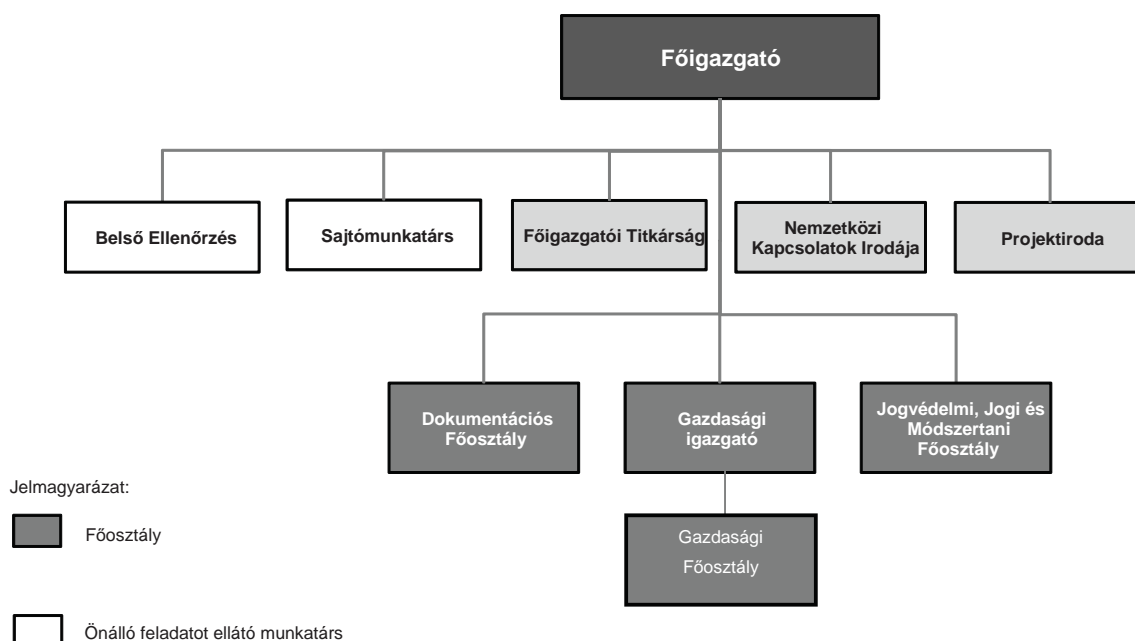 Főigazgató
Belső Ellenőrzés
Sajtómunkatárs
Főigazgatói Titkárság
Nemzetközi
Kapcsolatok Irodája
Projektiroda
Dokumentációs
Főosztály
Gazdasági
igazgató
Jogvédelmi, Jogi és
Módszertani
Főosztály
Gazdasági
Főosztály
Jelmagyarázat:
Főosztály
Önálló feladatot ellátó munkatárs